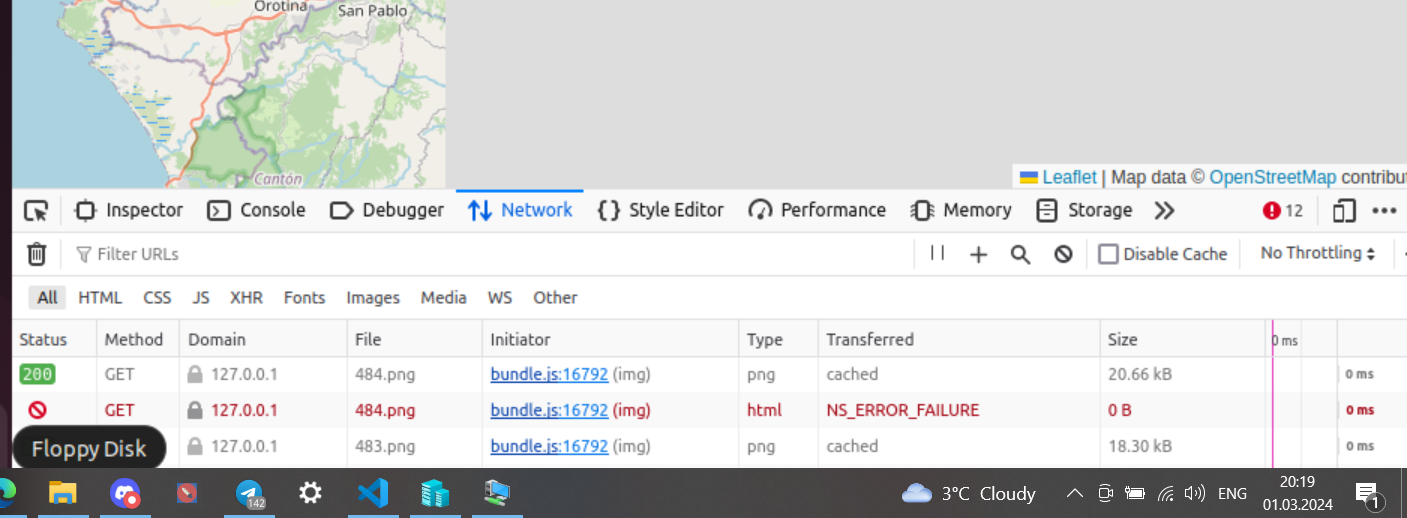 Orotina
San Pablo
Cantón
Leaflet | Map data © OpenStreetMap contribut
Inspector Console Debugger Network Style Editor Performance Memory Storage 12
Filter URLs Disable Cache No Throttling
All HTML CSS JS XHR Fonts Images Media WS Other
Status Method Domain File Initiator Type Transferred Size 0 ms
200 GET 127.0.0.1 484.png bundle.js:16792 (img) png cached 20.66 kB 0 ms
GET 127.0.0.1 484.png bundle.js:16792 (img) html NS_ERROR_FAILURE 0 B 0 ms
Floppy Disk 127.0.0.1 483.png bundle.js:16792 (img) png cached 18.30 kB 0 ms
142 3°C Cloudy ENG 20:19 1
01.03.2024